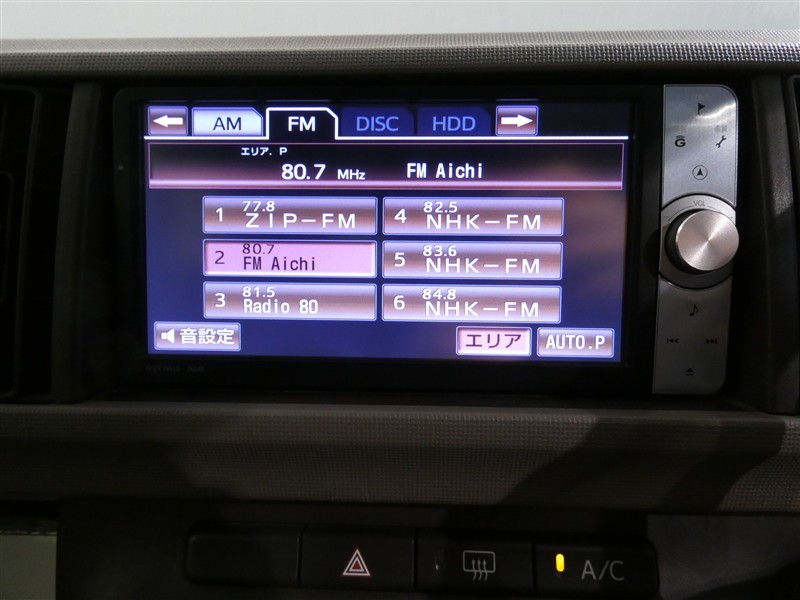 AM FM DISC HDD
エリア. P
80.7 MHz FM Aichi
1 77.8 ZIP-FM
4 82.5 NHK-FM
2 80.7 FM Aichi
5 83.6 NHK-FM
3 81.5 Radio 80
6 84.8 NHK-FM
音設定 エリア AUTO.P
G
VOL
A/C